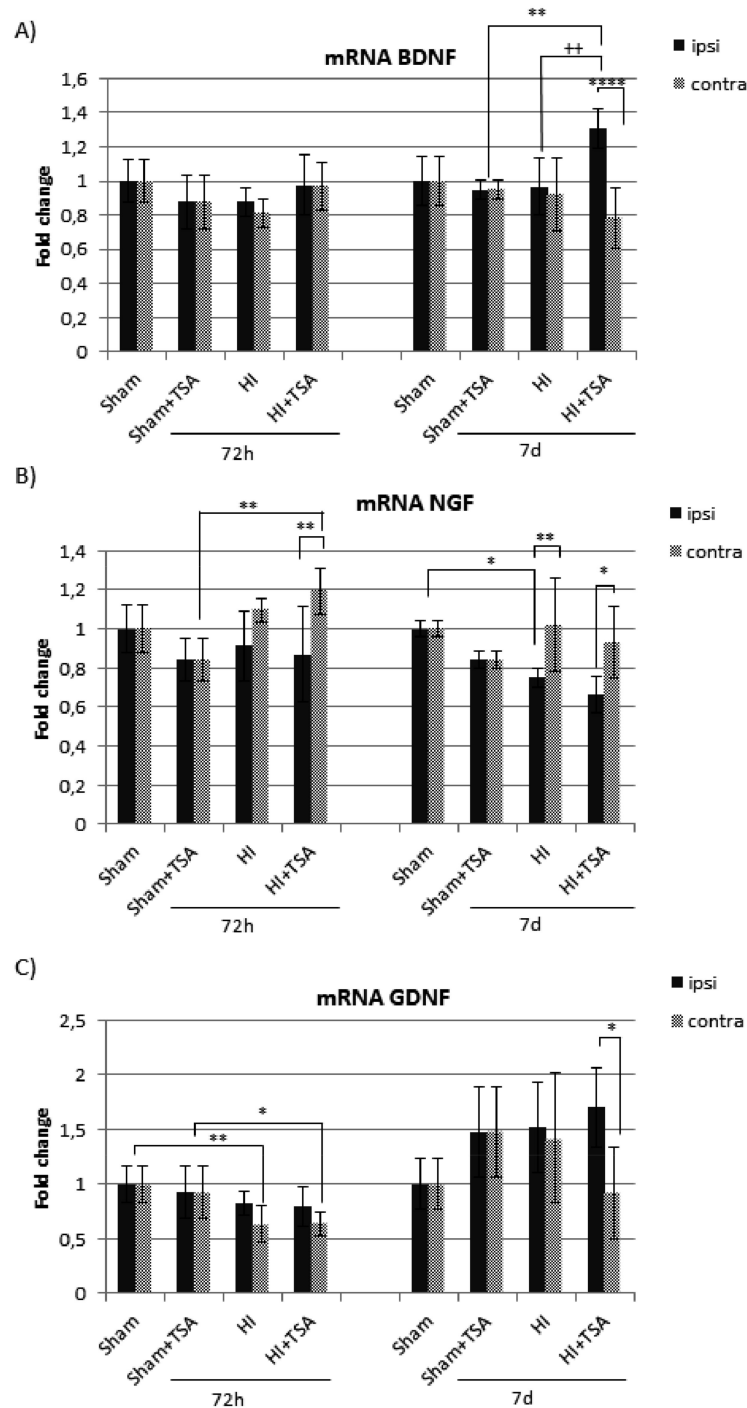 A)
mRNA BDNF
ipsi
contra
**
++
****
1,6
1,4
1,2
1
0,8
0,6
0,4
0,2
0
Fold change
Sham
Sham+TSA
HI
HI+TSA
Sham
Sham+TSA
HI
HI+TSA
72h
7d
B)
mRNA NGF
ipsi
contra
**
**
*
**
*
1,4
1,2
1
0,8
0,6
0,4
0,2
0
Fold change
Sham
Sham+TSA
HI
HI+TSA
Sham
Sham+TSA
HI
HI+TSA
72h
7d
C)
mRNA GDNF
ipsi
contra
*
**
*
2,5
2
1,5
1
0,5
0
Fold change
Sham
Sham+TSA
HI
HI+TSA
Sham
Sham+TSA
HI
HI+TSA
72h
7d